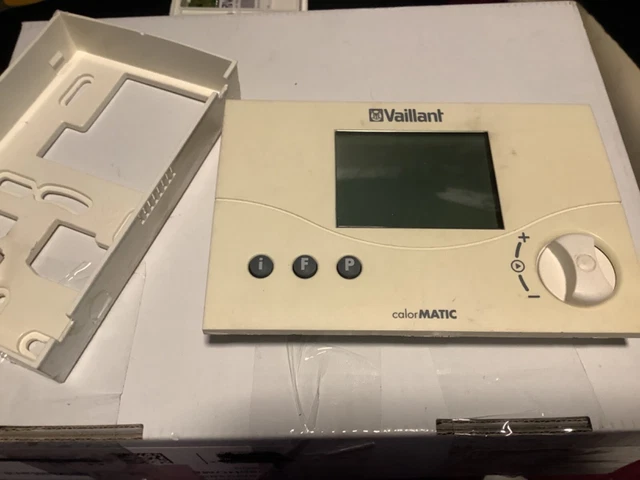 Vaillant
i F P
+
−
calorMATIC